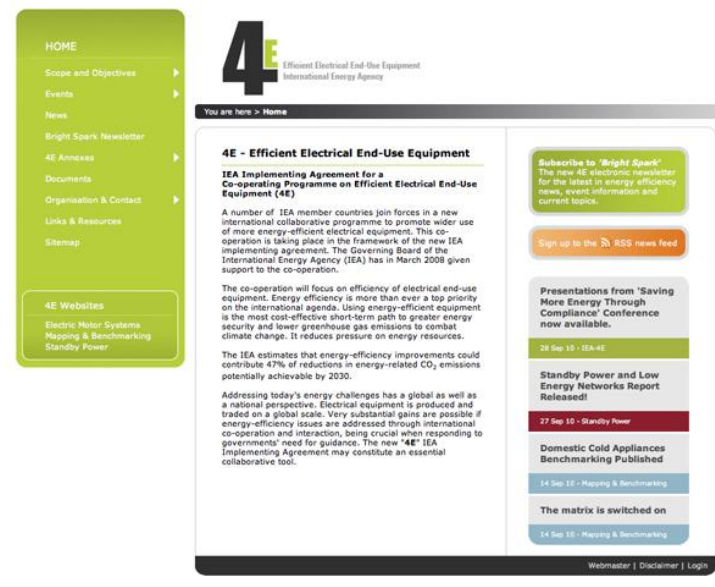 HOME
Scope and Objectives
Events
News
Bright Spark Newsletter
4E Annexes
Documents
Organisation & Contact
Links & Resources
Sitemap
4E Websites
Electric Motor Systems
Mapping & Benchmarking
Standby Power
4E
Efficient Electrical End-Use Equipment
International Energy Agency
You are here > Home
4E - Efficient Electrical End-Use Equipment
IEA Implementing Agreement for a
Co-operating Programme on Efficient Electrical End-Use
Equipment (4E)
A number of IEA member countries join forces in a new
international collaborative programme to promote wider use
of more energy-efficient electrical equipment. This co-
operation is taking place in the framework of the new IEA
implementing agreement. The Governing Board of the
International Energy Agency (IEA) has in March 2008 given
support to the co-operation.
The co-operation will focus on efficiency of electrical end-use
equipment. Energy efficiency is more than ever a top priority
on the international agenda. Using energy-efficient equipment
is the most cost-effective short-term path to greater energy
security and lower greenhouse gas emissions to combat
climate change. It reduces pressure on energy resources.
The IEA estimates that energy-efficiency improvements could
contribute 47% of reductions in energy-related CO₂ emissions
potentially achievable by 2030.
Addressing today's energy challenges has a global as well as
a national perspective. Electrical equipment is produced and
traded on a global scale. Very substantial gains are possible if
energy-efficiency issues are addressed through international
co-operation and interaction, being crucial when responding to
governments' need for guidance. The new "4E" IEA
Implementing Agreement may constitute an essential
collaborative tool.
Subscribe to 'Bright Spark'
The new 4E electronic newsletter
for the latest in energy efficiency
news, event information and
current topics.
Sign up to the RSS news feed
Presentations from 'Saving
More Energy Through
Compliance' Conference
now available.
28 Sep 10 - IEA-4E
Standby Power and Low
Energy Networks Report
Released!
27 Sep 10 - Standby Power
Domestic Cold Appliances
Benchmarking Published
14 Sep 10 - Mapping & Benchmarking
The matrix is switched on
14 Sep 10 - Mapping & Benchmarking
Webmaster | Disclaimer | Login